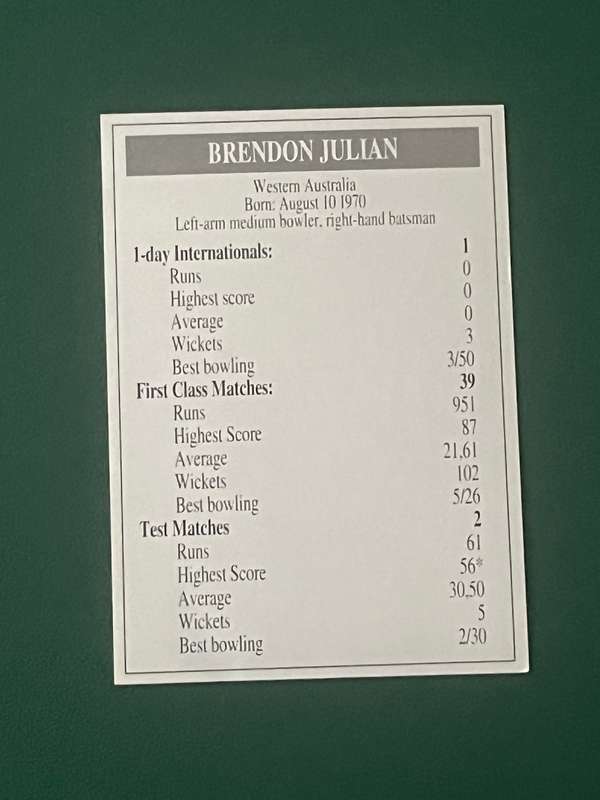 BRENDON JULIAN
Western Australia
Born: August 10 1970
Left-arm medium bowler, right-hand batsman
1-day Internationals: 1
Runs 0
Highest score 0
Average 0
Wickets 3
Best bowling 3/50
First Class Matches: 39
Runs 951
Highest Score 87
Average 21,61
Wickets 102
Best bowling 5/26
Test Matches 2
Runs 61
Highest Score 56*
Average 30,50
Wickets 5
Best bowling 2/30